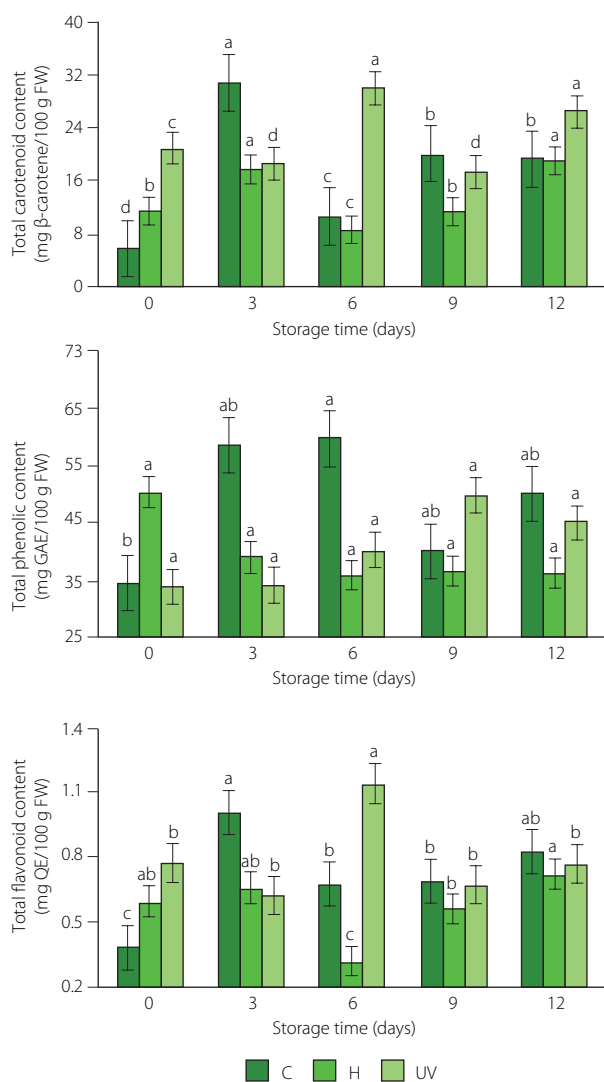 Total carotenoid content
(mg β-carotene/100 g FW)
40
32
24
16
8
0
d
b
c
a
a
d
c
c
a
b
b
d
b
a
a
0 3 6 9 12
Storage time (days)
Total phenolic content
(mg GAE/100 g FW)
73
65
55
45
35
25
b
a
a
ab
a
a
a
a
a
ab
a
a
ab
a
a
0 3 6 9 12
Storage time (days)
Total flavonoid content
(mg QE/100 g FW)
1.4
1.1
0.8
0.5
0.2
c
ab
b
a
ab
b
b
c
a
b
b
b
ab
a
b
0 3 6 9 12
Storage time (days)
C H UV